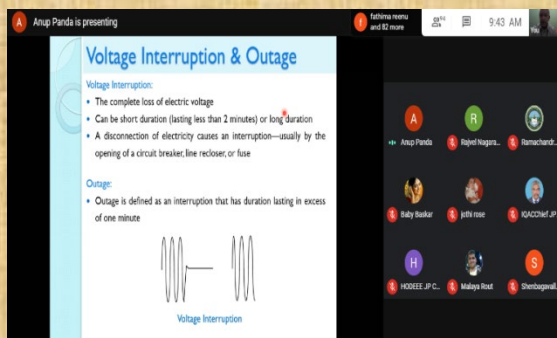 A Anup Panda is presenting
f fathima reenu
and 82 more
9:43 AM
You
Voltage Interruption & Outage
Voltage Interruption:
• The complete loss of electric voltage
• Can be short duration (lasting less than 2 minutes) or long duration
• A disconnection of electricity causes an interruption—usually by the
opening of a circuit breaker, line recloser, or fuse
Outage:
• Outage is defined as an interruption that has duration lasting in excess
of one minute
Voltage Interruption
A
R
Anup Panda
Rajvel Nagara...
Ramachandr...
Baby Baskar
jothi rose
IQACChief JP
H
S
HODEEE JP C...
Malaya Rout
Shenbagavall.